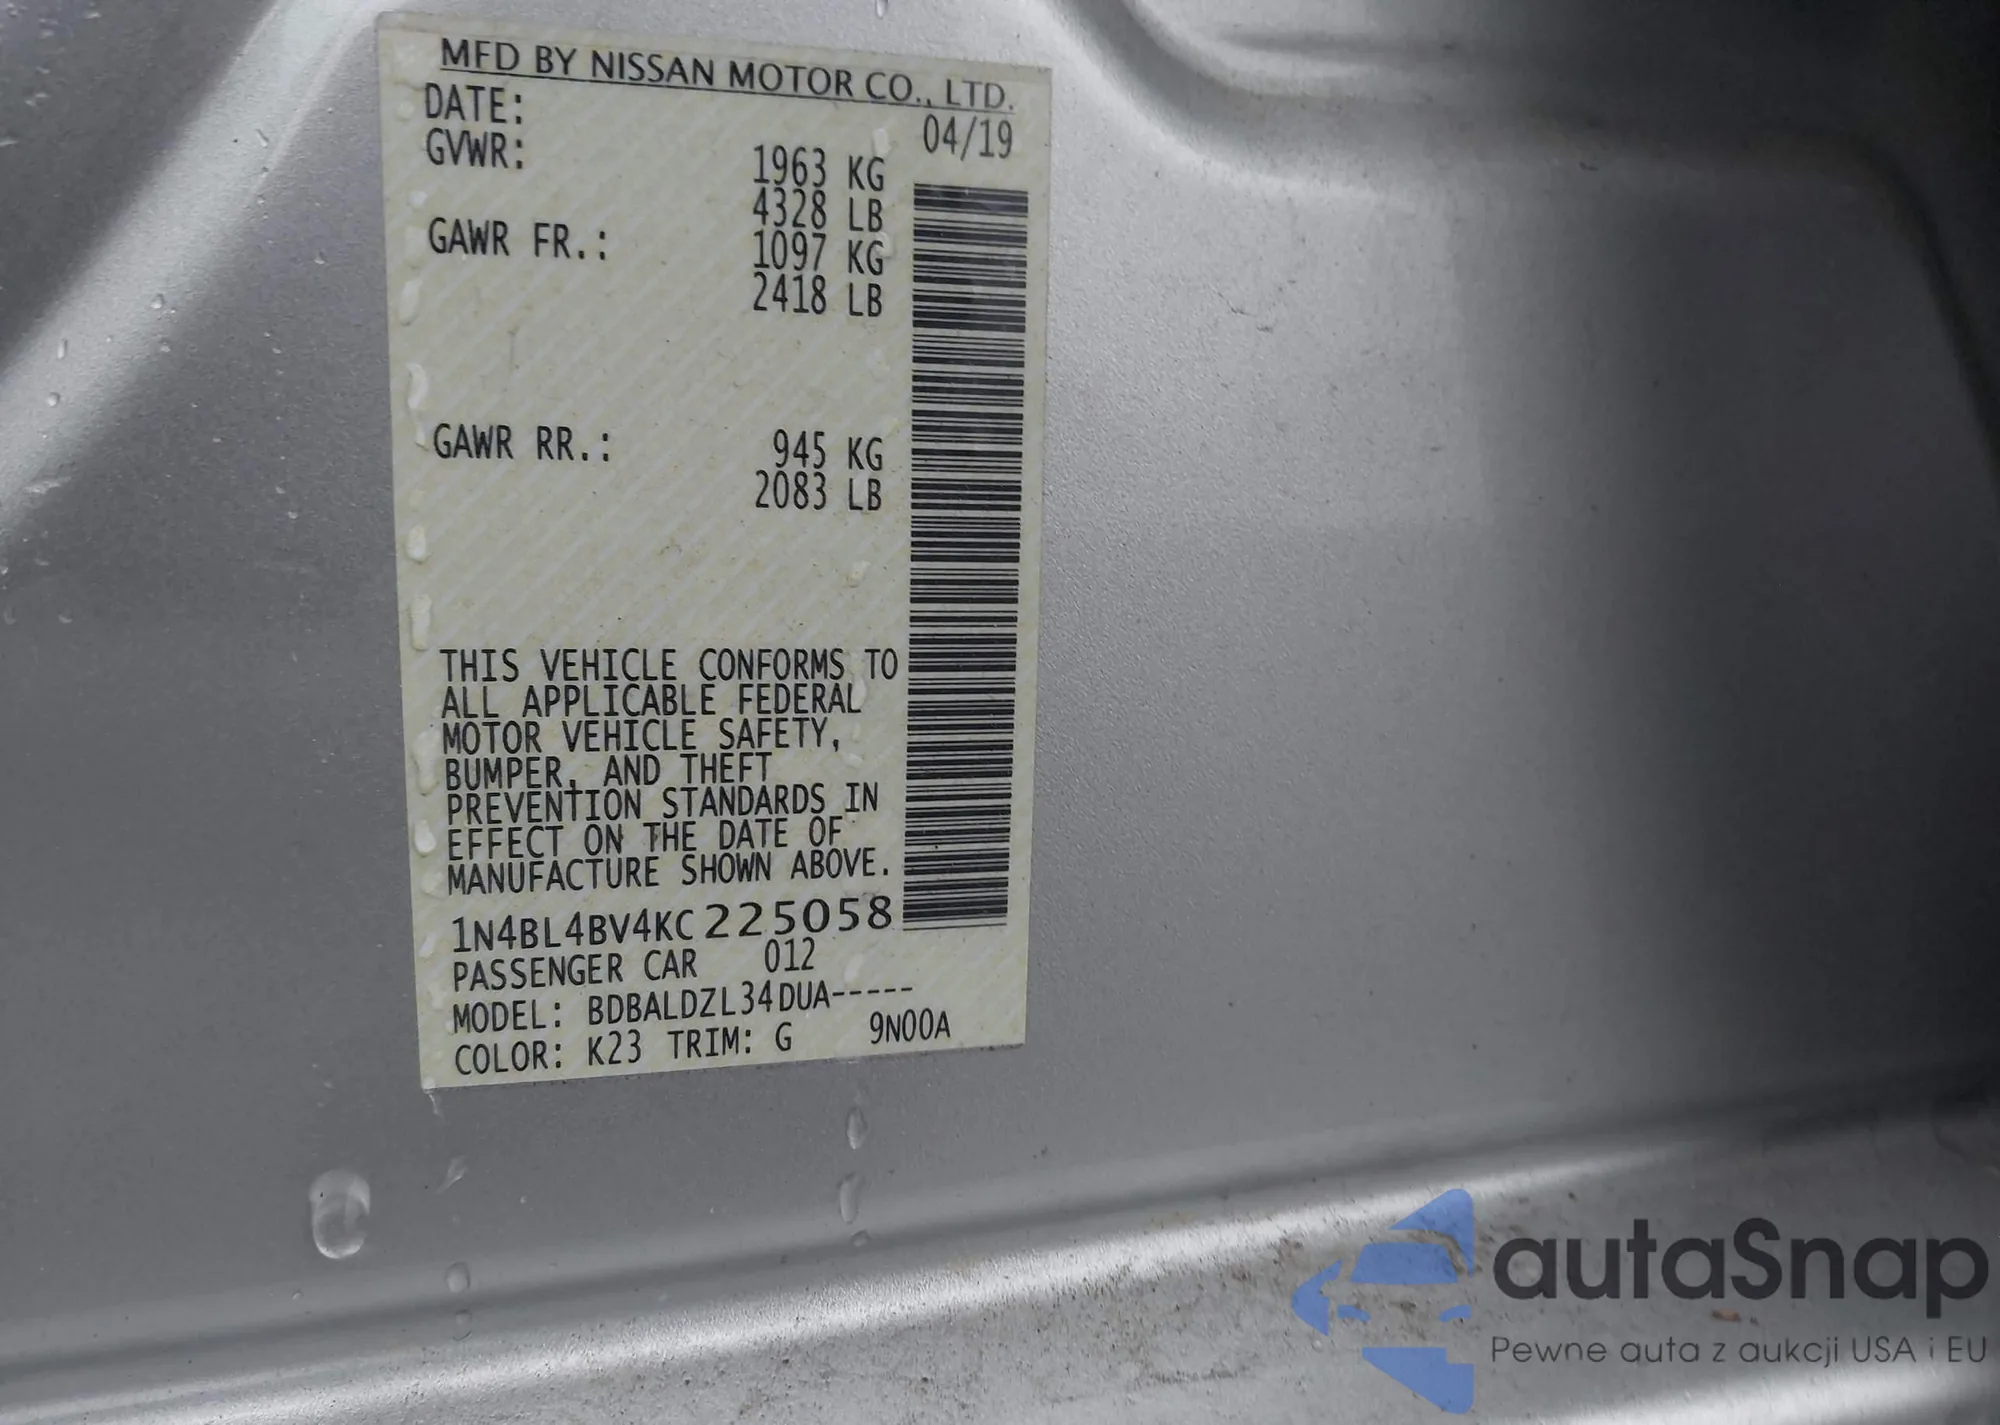 MFD BY NISSAN MOTOR CO., LTD.
DATE: 04/19
GVWR: 1963 KG
4328 LB
GAWR FR.: 1097 KG
2418 LB
GAWR RR.: 945 KG
2083 LB
THIS VEHICLE CONFORMS TO
ALL APPLICABLE FEDERAL
MOTOR VEHICLE SAFETY,
BUMPER, AND THEFT
PREVENTION STANDARDS IN
EFFECT ON THE DATE OF
MANUFACTURE SHOWN ABOVE.
1N4BL4BV4KC225058
PASSENGER CAR 012
MODEL: BDBALDZL34DUA-----
COLOR: K23 TRIM: G 9N00A
autaSnap
Pewne auta z aukcji USA i EU